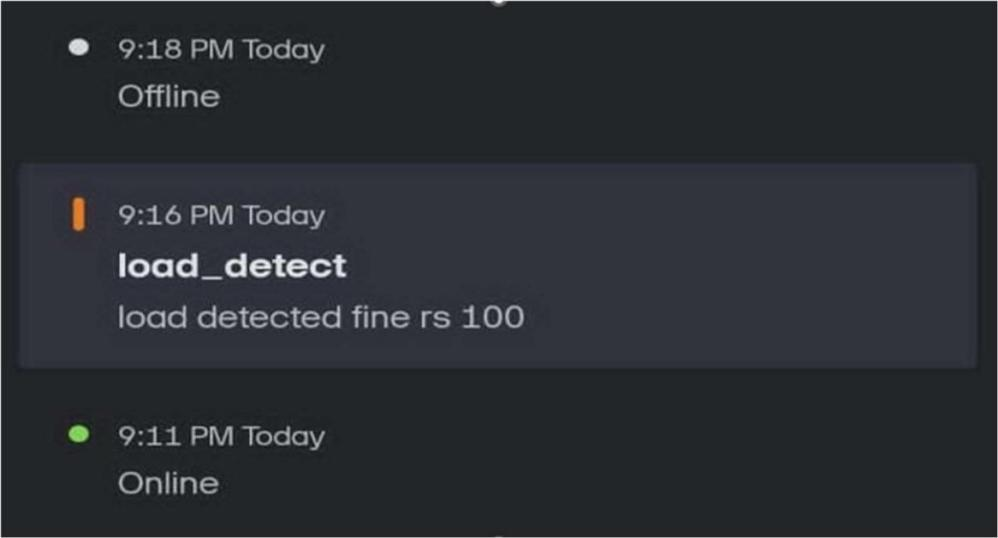 9:18 PM Today
Offline
9:16 PM Today
load_detect
load detected fine rs 100
9:11 PM Today
Online